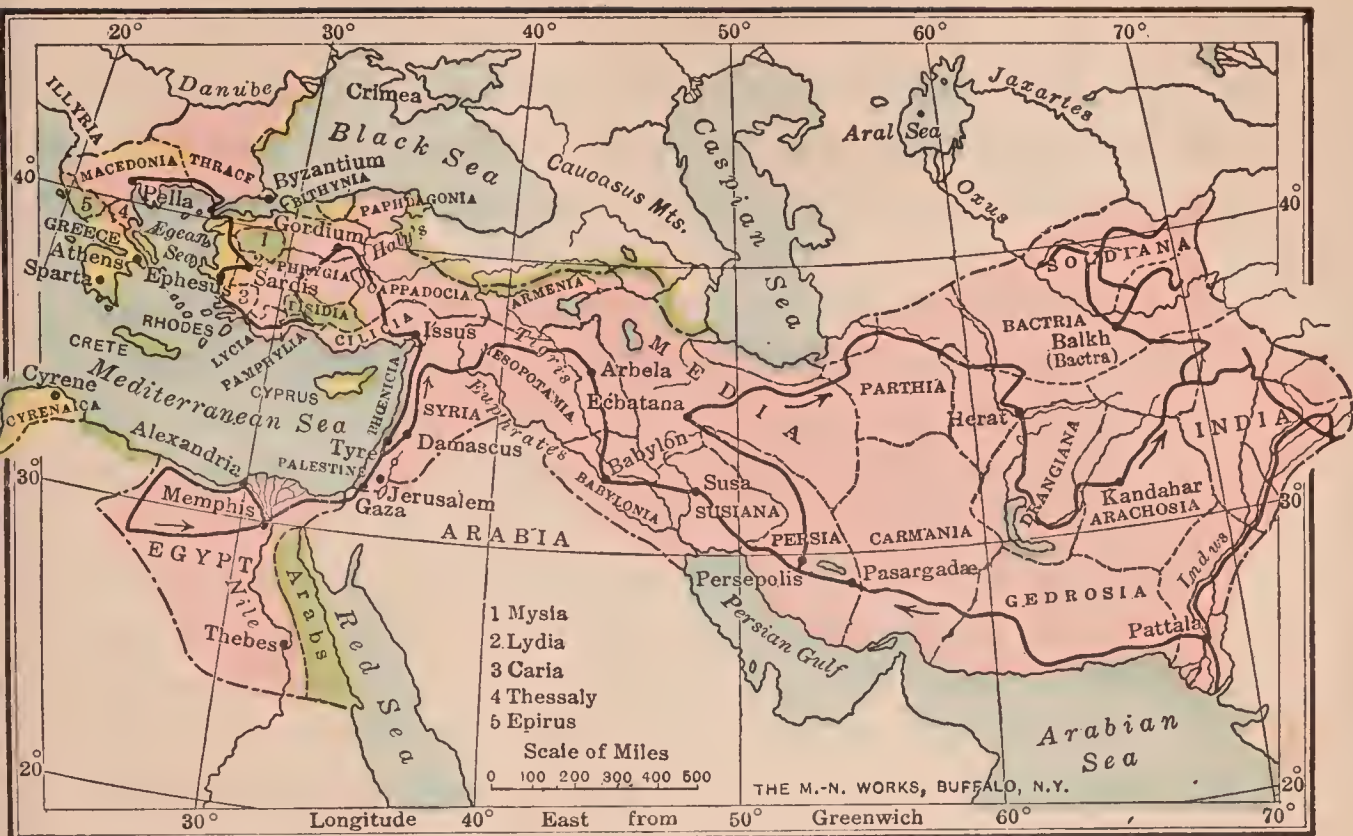 20° 30° 40° 50° 60° 70°
ILLYRIA
Danube
Crimea
Black Sea
Caucasus Mts.
Caspian Sea
Aral Sea
Jaxartes
Oxus
40°
40°
MACEDONIA
THRACE
Byzantium
BITHYNIA
PAPHLAGONIA
Pella
5
4
Ægean Sea
GREECE
Gordium
Haly's
1
Athens
Ephesus
Sardis
PHRYGIA
CAPPADOCIA
ARMENIA
Sparta
3
PISIDIA
SOGDIANA
RHODES
LYCIA
PAMPHYLIA
CILICIA
Issus
Tigris
MEDIA
BACTRIA
Balkh
(Bactra)
CRETE
Mediterranean Sea
CYPRUS
PHŒNICIA
SYRIA
MESOPOTAMIA
Arbela
Ecbatana
PARTHIA
Herat
INDIA
Cyrene
CYRENAICA
Alexandria
Tyre
Damascus
Euphrates
Babylon
DRANGIANA
30°
PALESTINE
Memphis
Jerusalem
Gaza
BABYLONIA
Susa
SUSIANA
Kandahar
ARACHOSIA
30°
EGYPT
ARABIA
PERSIA
CARMANIA
Nile
Arabs
Red Sea
Persepolis
Pasargadæ
GEDROSIA
Indus
Thebes
Persian Gulf
Pattala
1 Mysia
2 Lydia
3 Caria
4 Thessaly
5 Epirus
Scale of Miles
0 100 200 300 400 500
Arabian Sea
20°
20°
THE M.-N. WORKS, BUFFALO, N.Y.
30° Longitude 40° East from 50° Greenwich 60° 70°